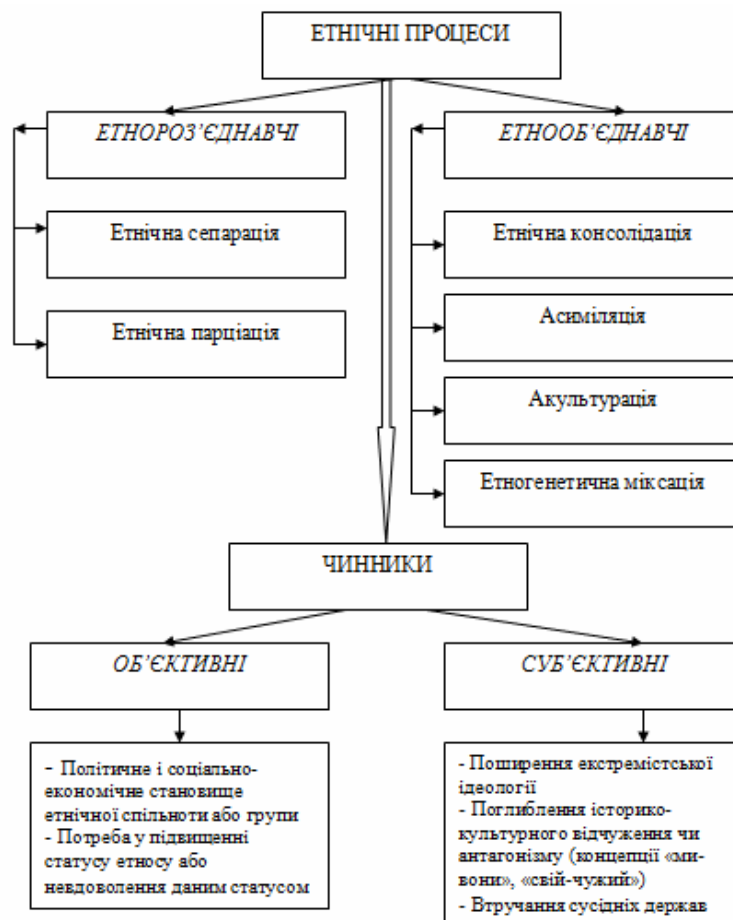 ЕТНІЧНІ ПРОЦЕСИ
ЕТНОРОЗ’ЄДНАВЧІ
ЕТНООБ’ЄДНАВЧІ
Етнічна сепарація
Етнічна консолідація
Етнічна парціація
Асиміляція
Акультурація
Етногенетична міксація
ЧИННИКИ
ОБ’ЄКТИВНІ
СУБ’ЄКТИВНІ
- Політичне і соціально-
економічне становище
етнічної спільноти або групи
- Потреба у підвищенні
статусу етносу або
невдоволення даним статусом
- Поширення екстремістської
ідеології
- Поглиблення історико-
культурного відчуження чи
антагонізму (концепції «ми-
вони», «свій-чужий»)
- Втручання сусідніх держав